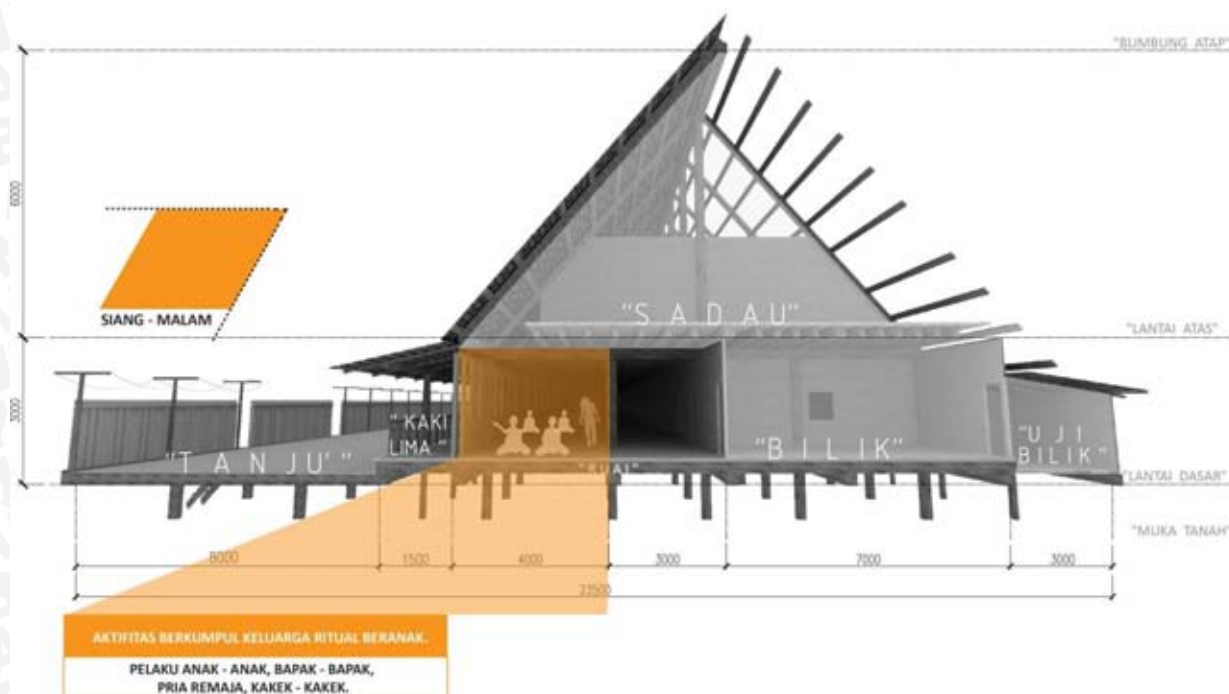 "BUMBUNG ATAP"
6000
SIANG - MALAM
"S A D A U"
"LANTAI ATAS"
3000
"KAKI
LIMA"
"T A N J U'"
"B I L I K"
"U J I
BILIK"
"LANTAI DASAR"
"MUKA TANAH"
8000
1500
4000
3000
7000
3000
AKTIFITAS BERKUMPUL KELUARGA RITUAL BERANAK.
PELAKU ANAK - ANAK, BAPAK - BAPAK,
PRIA REMAJA, KAKEK - KAKEK.